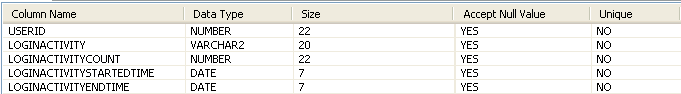 Column Name Data Type Size Accept Null Value Unique
USERID NUMBER 22 YES NO
LOGINACTIVITY VARCHAR2 20 YES NO
LOGINACTIVITYCOUNT NUMBER 22 YES NO
LOGINACTIVITYSTARTEDTIME DATE 7 YES NO
LOGINACTIVITYENDTIME DATE 7 YES NO